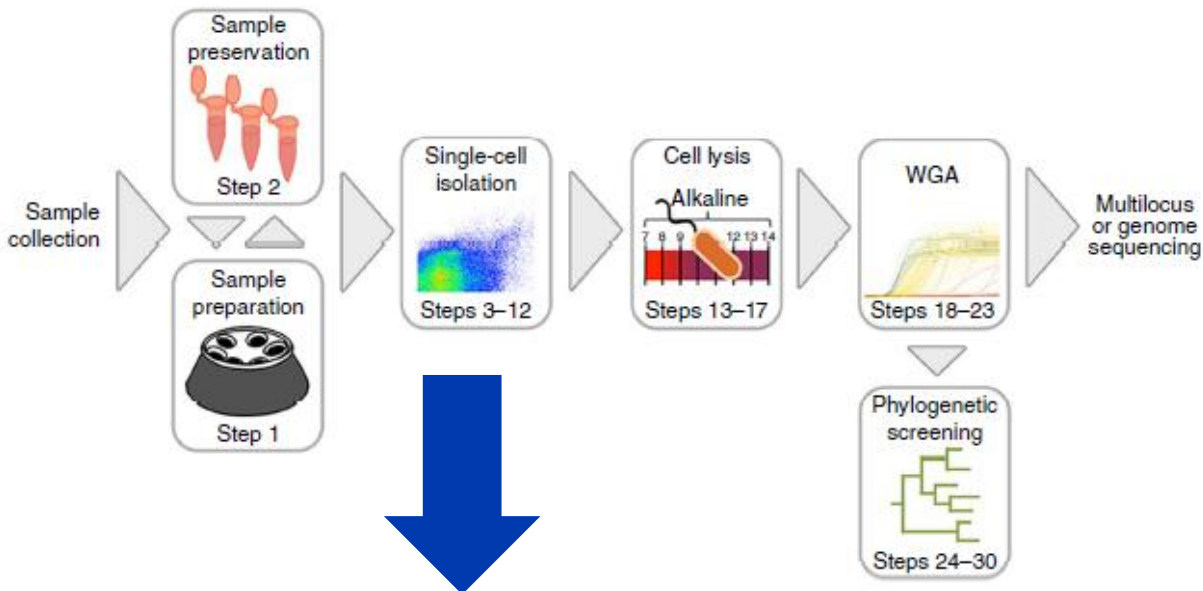 Sample
collection
Sample
preservation
Step 2
Sample
preparation
Step 1
Single-cell
isolation
Steps 3–12
Cell lysis
Alkaline
7 8 9 12 13 14
Steps 13–17
WGA
Steps 18–23
Phylogenetic
screening
Steps 24–30
Multilocus
or genome
sequencing